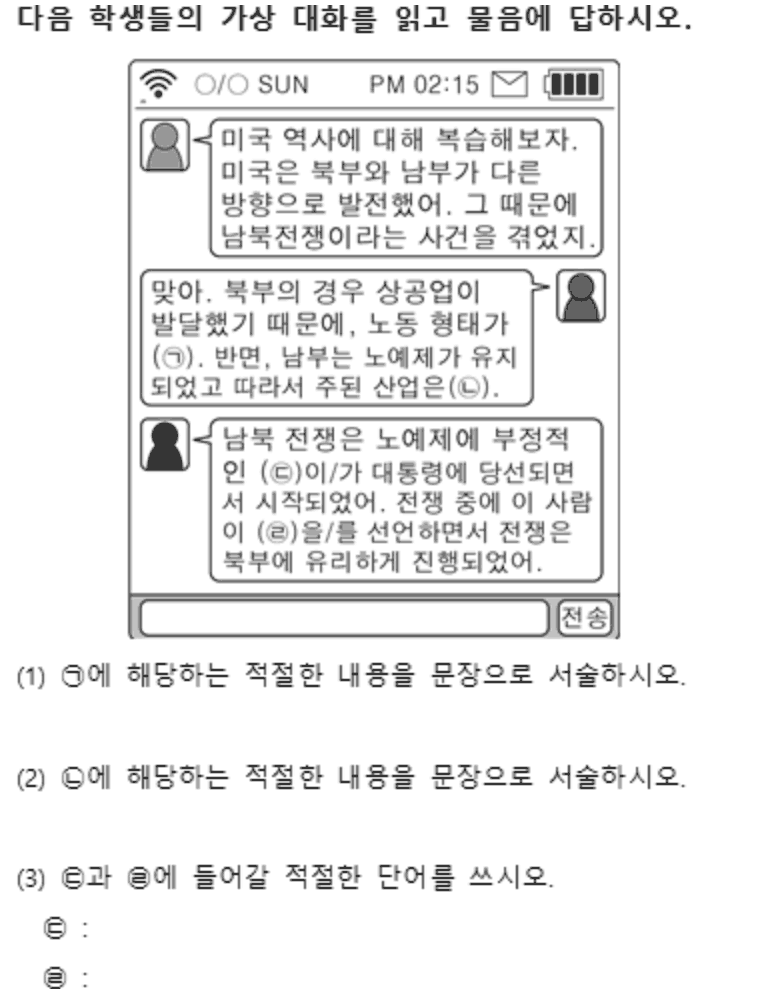 다음 학생들의 가상 대화를 읽고 물음에 답하시오.
○/○ SUN PM 02:15
미국 역사에 대해 복습해보자.
미국은 북부와 남부가 다른
방향으로 발전했어. 그 때문에
남북전쟁이라는 사건을 겪었지.
맞아. 북부의 경우 상공업이
발달했기 때문에, 노동 형태가
(㉠). 반면, 남부는 노예제가 유지
되었고 따라서 주된 산업은(㉡).
남북 전쟁은 노예제에 부정적
인 (㉢)이/가 대통령에 당선되면
서 시작되었어. 전쟁 중에 이 사람
이 (㉣)을/를 선언하면서 전쟁은
북부에 유리하게 진행되었어.
전송
(1) ㉠에 해당하는 적절한 내용을 문장으로 서술하시오.
(2) ㉡에 해당하는 적절한 내용을 문장으로 서술하시오.
(3) ㉢과 ㉣에 들어갈 적절한 단어를 쓰시오.
㉢ :
㉣ :